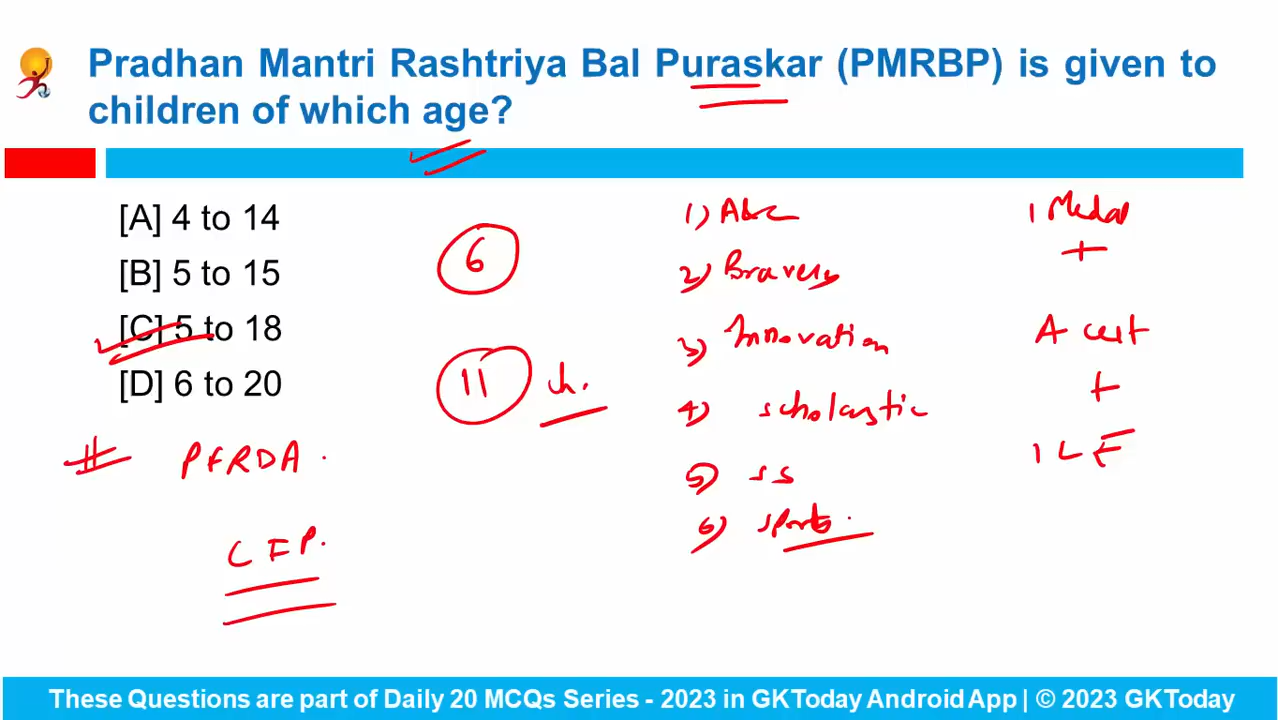 Pradhan Mantri Rashtriya Bal Puraskar (PMRBP) is given to
children of which age?
[A] 4 to 14
[B] 5 to 15
[C] 5 to 18
[D] 6 to 20
6
11 ch.
# PFRDA.
CFP.
1) A&C
2) Bravery
3) Innovation
4) scholastic
5) SS
6) sports.
1 Medal
+
A cert
+
1 L
These Questions are part of Daily 20 MCQs Series - 2023 in GKToday Android App | © 2023 GKToday